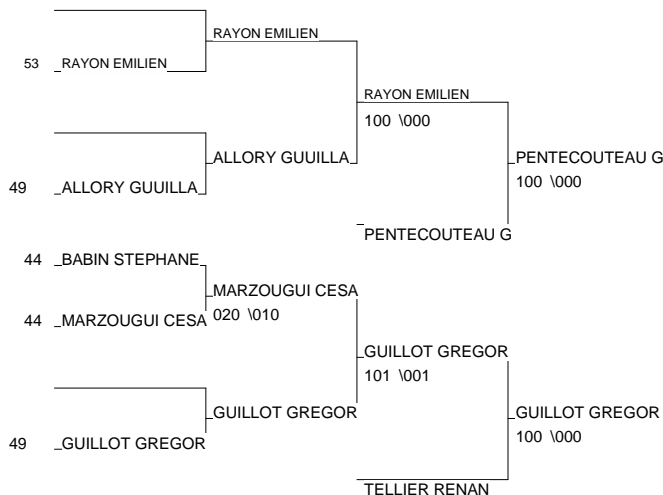 RAYON EMILIEN
53 RAYON EMILIEN
RAYON EMILIEN
100 \000
ALLORY GUUILLA
PENTECOUTEAU G
100 \000
49 ALLORY GUUILLA
PENTECOUTEAU G
44 BABIN STEPHANE
MARZOUGUI CESA
020 \010
44 MARZOUGUI CESA
GUILLOT GREGOR
101 \001
GUILLOT GREGOR
GUILLOT GREGOR
100 \000
49 GUILLOT GREGOR
TELLIER RENAN